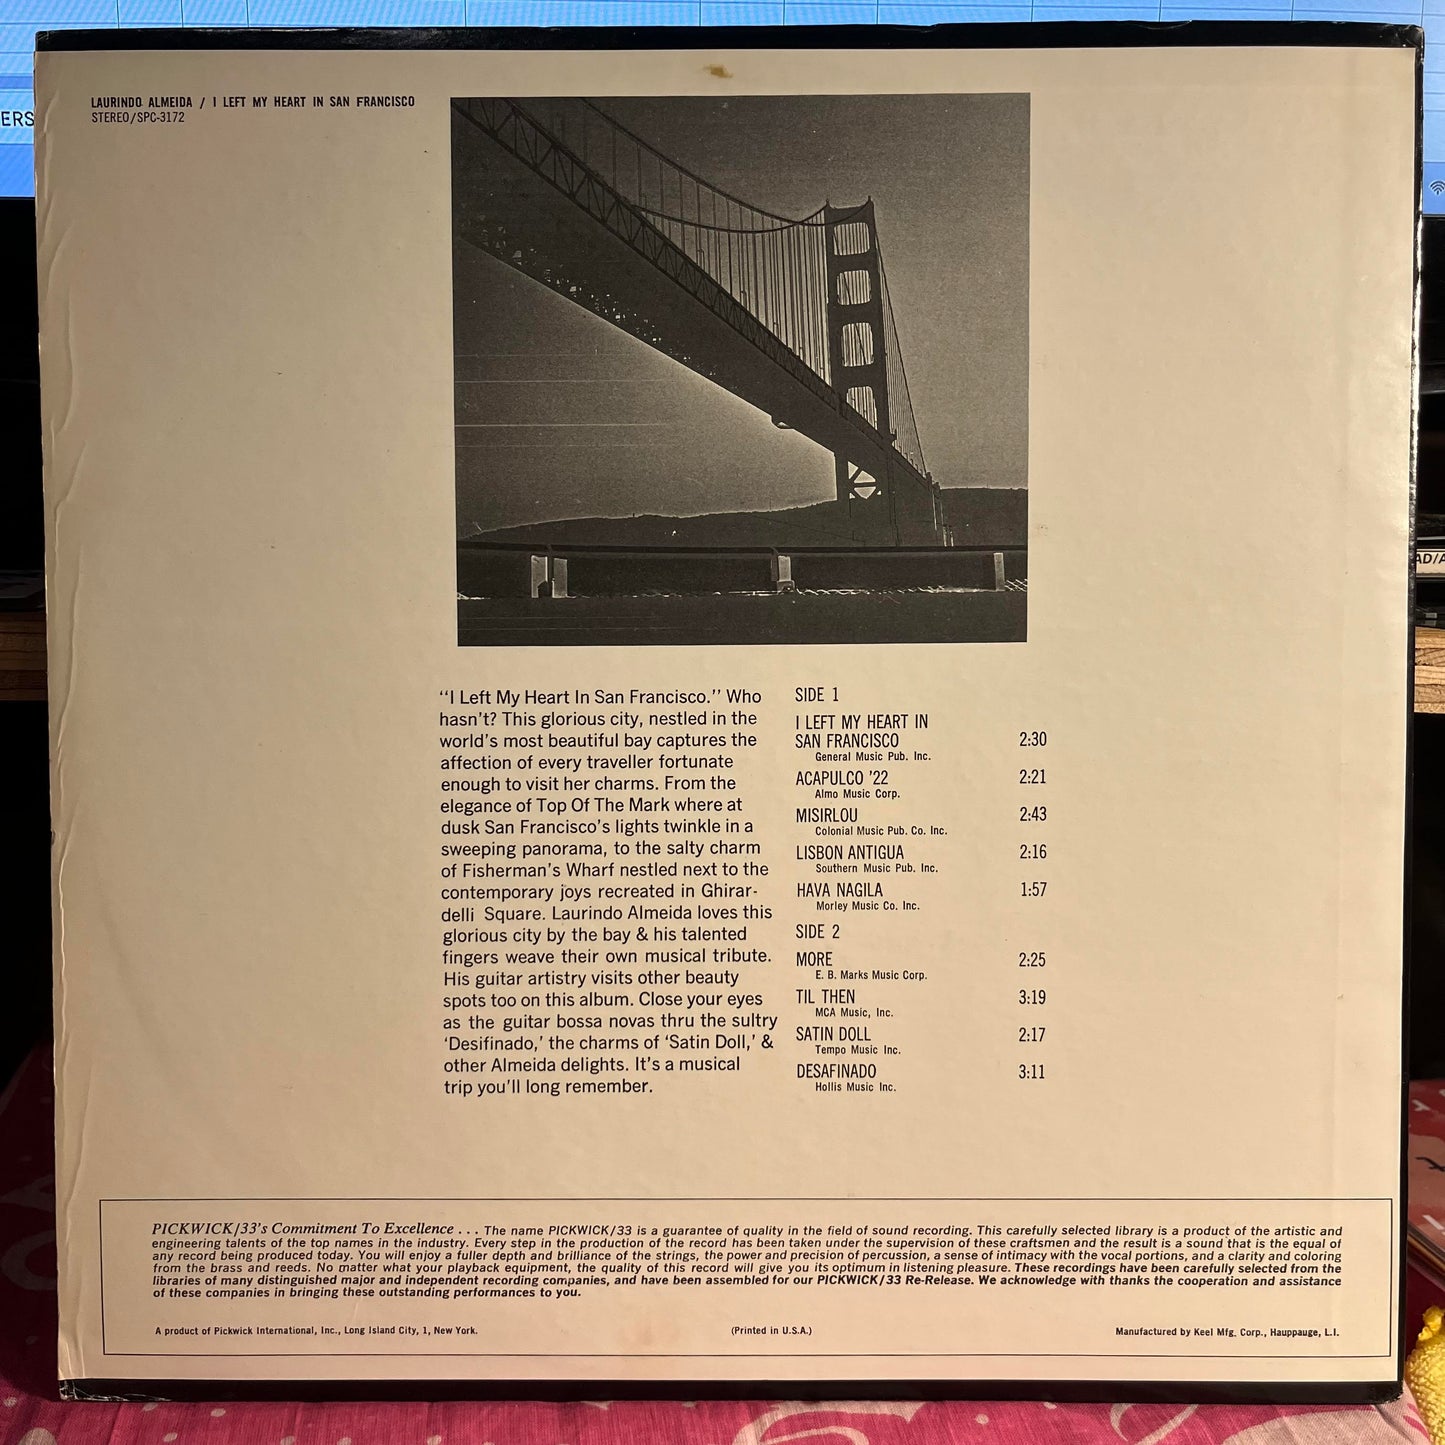 ERS
LAURINDO ALMEIDA / I LEFT MY HEART IN SAN FRANCISCO
STEREO/SPC-3172
"I Left My Heart In San Francisco." Who
hasn't? This glorious city, nestled in the
world's most beautiful bay captures the
affection of every traveller fortunate
enough to visit her charms. From the
elegance of Top Of The Mark where at
dusk San Francisco's lights twinkle in a
sweeping panorama, to the salty charm
of Fisherman's Wharf nestled next to the
contemporary joys recreated in Ghirar-
delli Square. Laurindo Almeida loves this
glorious city by the bay & his talented
fingers weave their own musical tribute.
His guitar artistry visits other beauty
spots too on this album. Close your eyes
as the guitar bossa novas thru the sultry
'Desifinado,' the charms of 'Satin Doll,' &
other Almeida delights. It's a musical
trip you'll long remember.
SIDE 1
I LEFT MY HEART IN
SAN FRANCISCO 2:30
General Music Pub. Inc.
ACAPULCO '22 2:21
Almo Music Corp.
MISIRLOU 2:43
Colonial Music Pub. Co. Inc.
LISBON ANTIGUA 2:16
Southern Music Pub. Inc.
HAVA NAGILA 1:57
Morley Music Co. Inc.
SIDE 2
MORE 2:25
E. B. Marks Music Corp.
TIL THEN 3:19
MCA Music, Inc.
SATIN DOLL 2:17
Tempo Music Inc.
DESAFINADO 3:11
Hollis Music Inc.
PICKWICK/33's Commitment To Excellence . . . The name PICKWICK/33 is a guarantee of quality in the field of sound recording. This carefully selected library is a product of the artistic and
engineering talents of the top names in the industry. Every step in the production of the record has been taken under the supervision of these craftsmen and the result is a sound that is the equal of
any record being produced today. You will enjoy a fuller depth and brilliance of the strings, the power and precision of percussion, a sense of intimacy with the vocal portions, and a clarity and coloring
from the brass and reeds. No matter what your playback equipment, the quality of this record will give you its optimum in listening pleasure. These recordings have been carefully selected from the
libraries of many distinguished major and independent recording companies, and have been assembled for our PICKWICK/33 Re-Release. We acknowledge with thanks the cooperation and assistance
of these companies in bringing these outstanding performances to you.
A product of Pickwick International, Inc., Long Island City, 1, New York. (Printed in U.S.A.) Manufactured by Keel Mfg. Corp., Hauppauge, L.I.